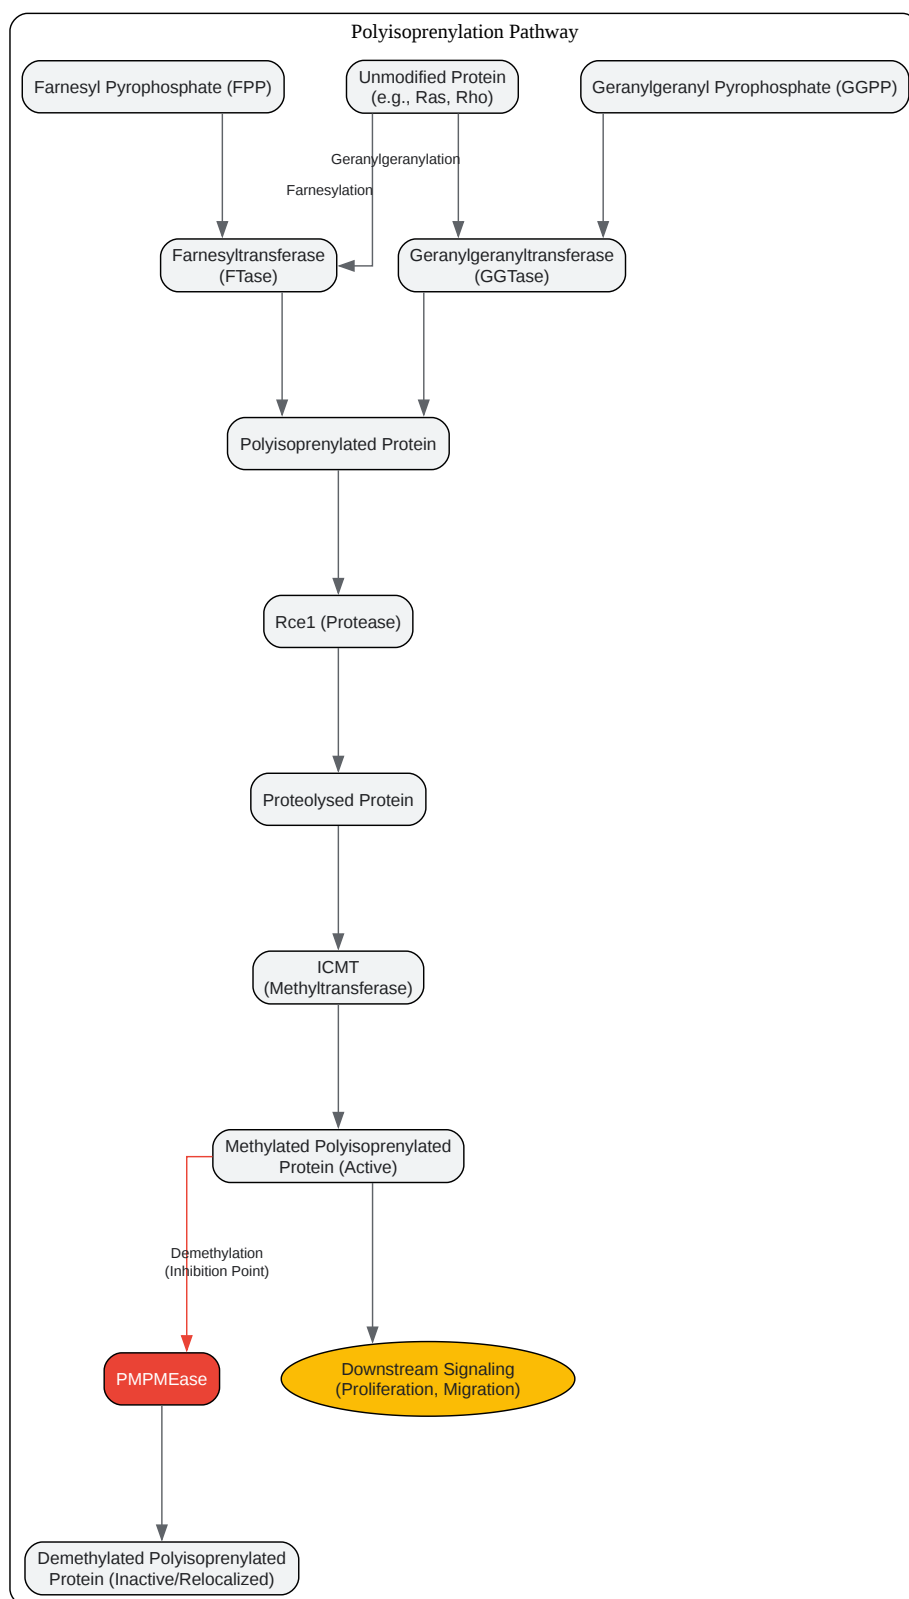 Polyisoprenylation Pathway
Farnesyl Pyrophosphate (FPP)
Unmodified Protein
(e.g., Ras, Rho)
Geranylgeranyl Pyrophosphate (GGPP)
Geranylgeranylation
Farnesylation
Farnesyltransferase
(FTase)
Geranylgeranyltransferase
(GGTase)
Polyisoprenylated Protein
Rce1 (Protease)
Proteolysed Protein
ICMT
(Methyltransferase)
Methylated Polyisoprenylated
Protein (Active)
Demethylation
(Inhibition Point)
PMPMEase
Downstream Signaling
(Proliferation, Migration)
Demethylated Polyisoprenylated
Protein (Inactive/Relocalized)